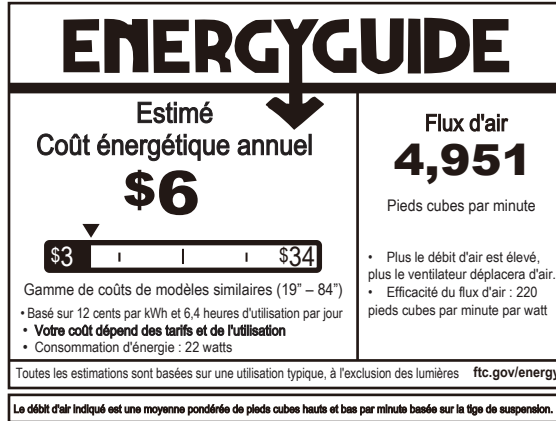 ENERGYGUIDE
Estimé
Coût énergétique annuel
$6
$3 $34
Gamme de coûts de modèles similaires (19” – 84”)
• Basé sur 12 cents par kWh et 6,4 heures d'utilisation par jour
• Votre coût dépend des tarifs et de l'utilisation
• Consommation d'énergie : 22 watts
Flux d'air
4,951
Pieds cubes par minute
• Plus le débit d'air est élevé,
plus le ventilateur déplacera d'air.
• Efficacité du flux d'air : 220
pieds cubes par minute par watt
Toutes les estimations sont basées sur une utilisation typique, à l'exclusion des lumières ftc.gov/energy
Le débit d'air indiqué est une moyenne pondérée de pieds cubes hauts et bas par minute basée sur la tige de suspension.